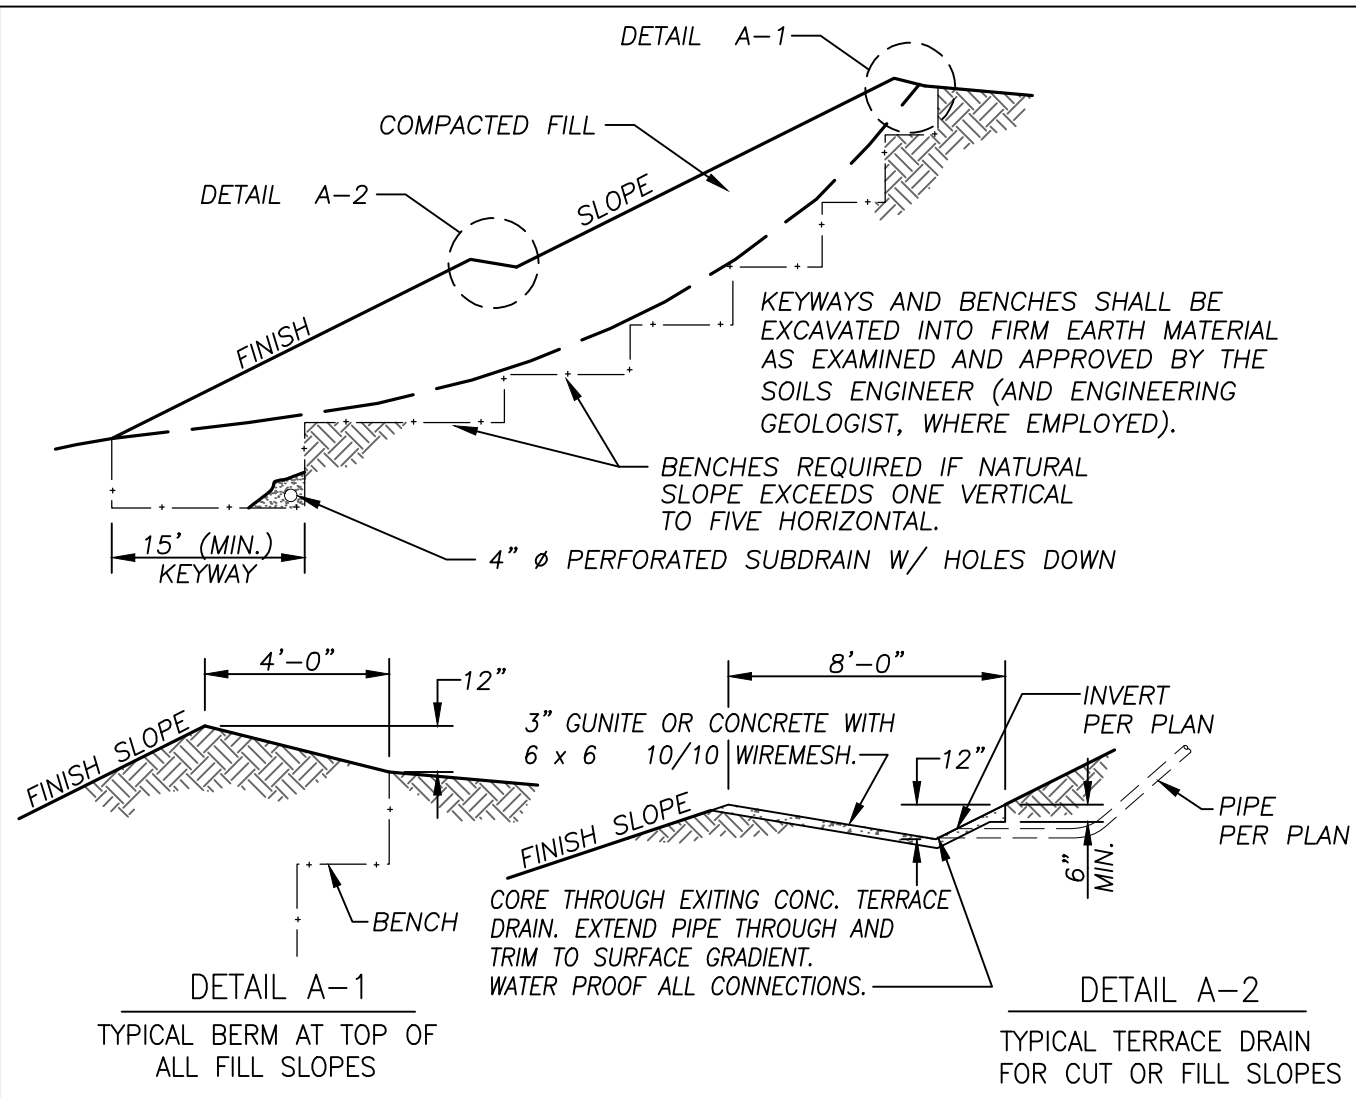 DETAIL A-1
COMPACTED FILL
DETAIL A-2
SLOPE
FINISH
KEYWAYS AND BENCHES SHALL BE
EXCAVATED INTO FIRM EARTH MATERIAL
AS EXAMINED AND APPROVED BY THE
SOILS ENGINEER (AND ENGINEERING
GEOLOGIST, WHERE EMPLOYED).
BENCHES REQUIRED IF NATURAL
SLOPE EXCEEDS ONE VERTICAL
TO FIVE HORIZONTAL.
15' (MIN.)
KEYWAY
4" ø PERFORATED SUBDRAIN W/ HOLES DOWN
4'-0"
12"
FINISH SLOPE
BENCH
DETAIL A-1
TYPICAL BERM AT TOP OF
ALL FILL SLOPES
8'-0"
3" GUNITE OR CONCRETE WITH
6 x 6 10/10 WIREMESH.
12"
INVERT
PER PLAN
PIPE
PER PLAN
6"
MIN.
FINISH SLOPE
CORE THROUGH EXITING CONC. TERRACE
DRAIN. EXTEND PIPE THROUGH AND
TRIM TO SURFACE GRADIENT.
WATER PROOF ALL CONNECTIONS.
DETAIL A-2
TYPICAL TERRACE DRAIN
FOR CUT OR FILL SLOPES